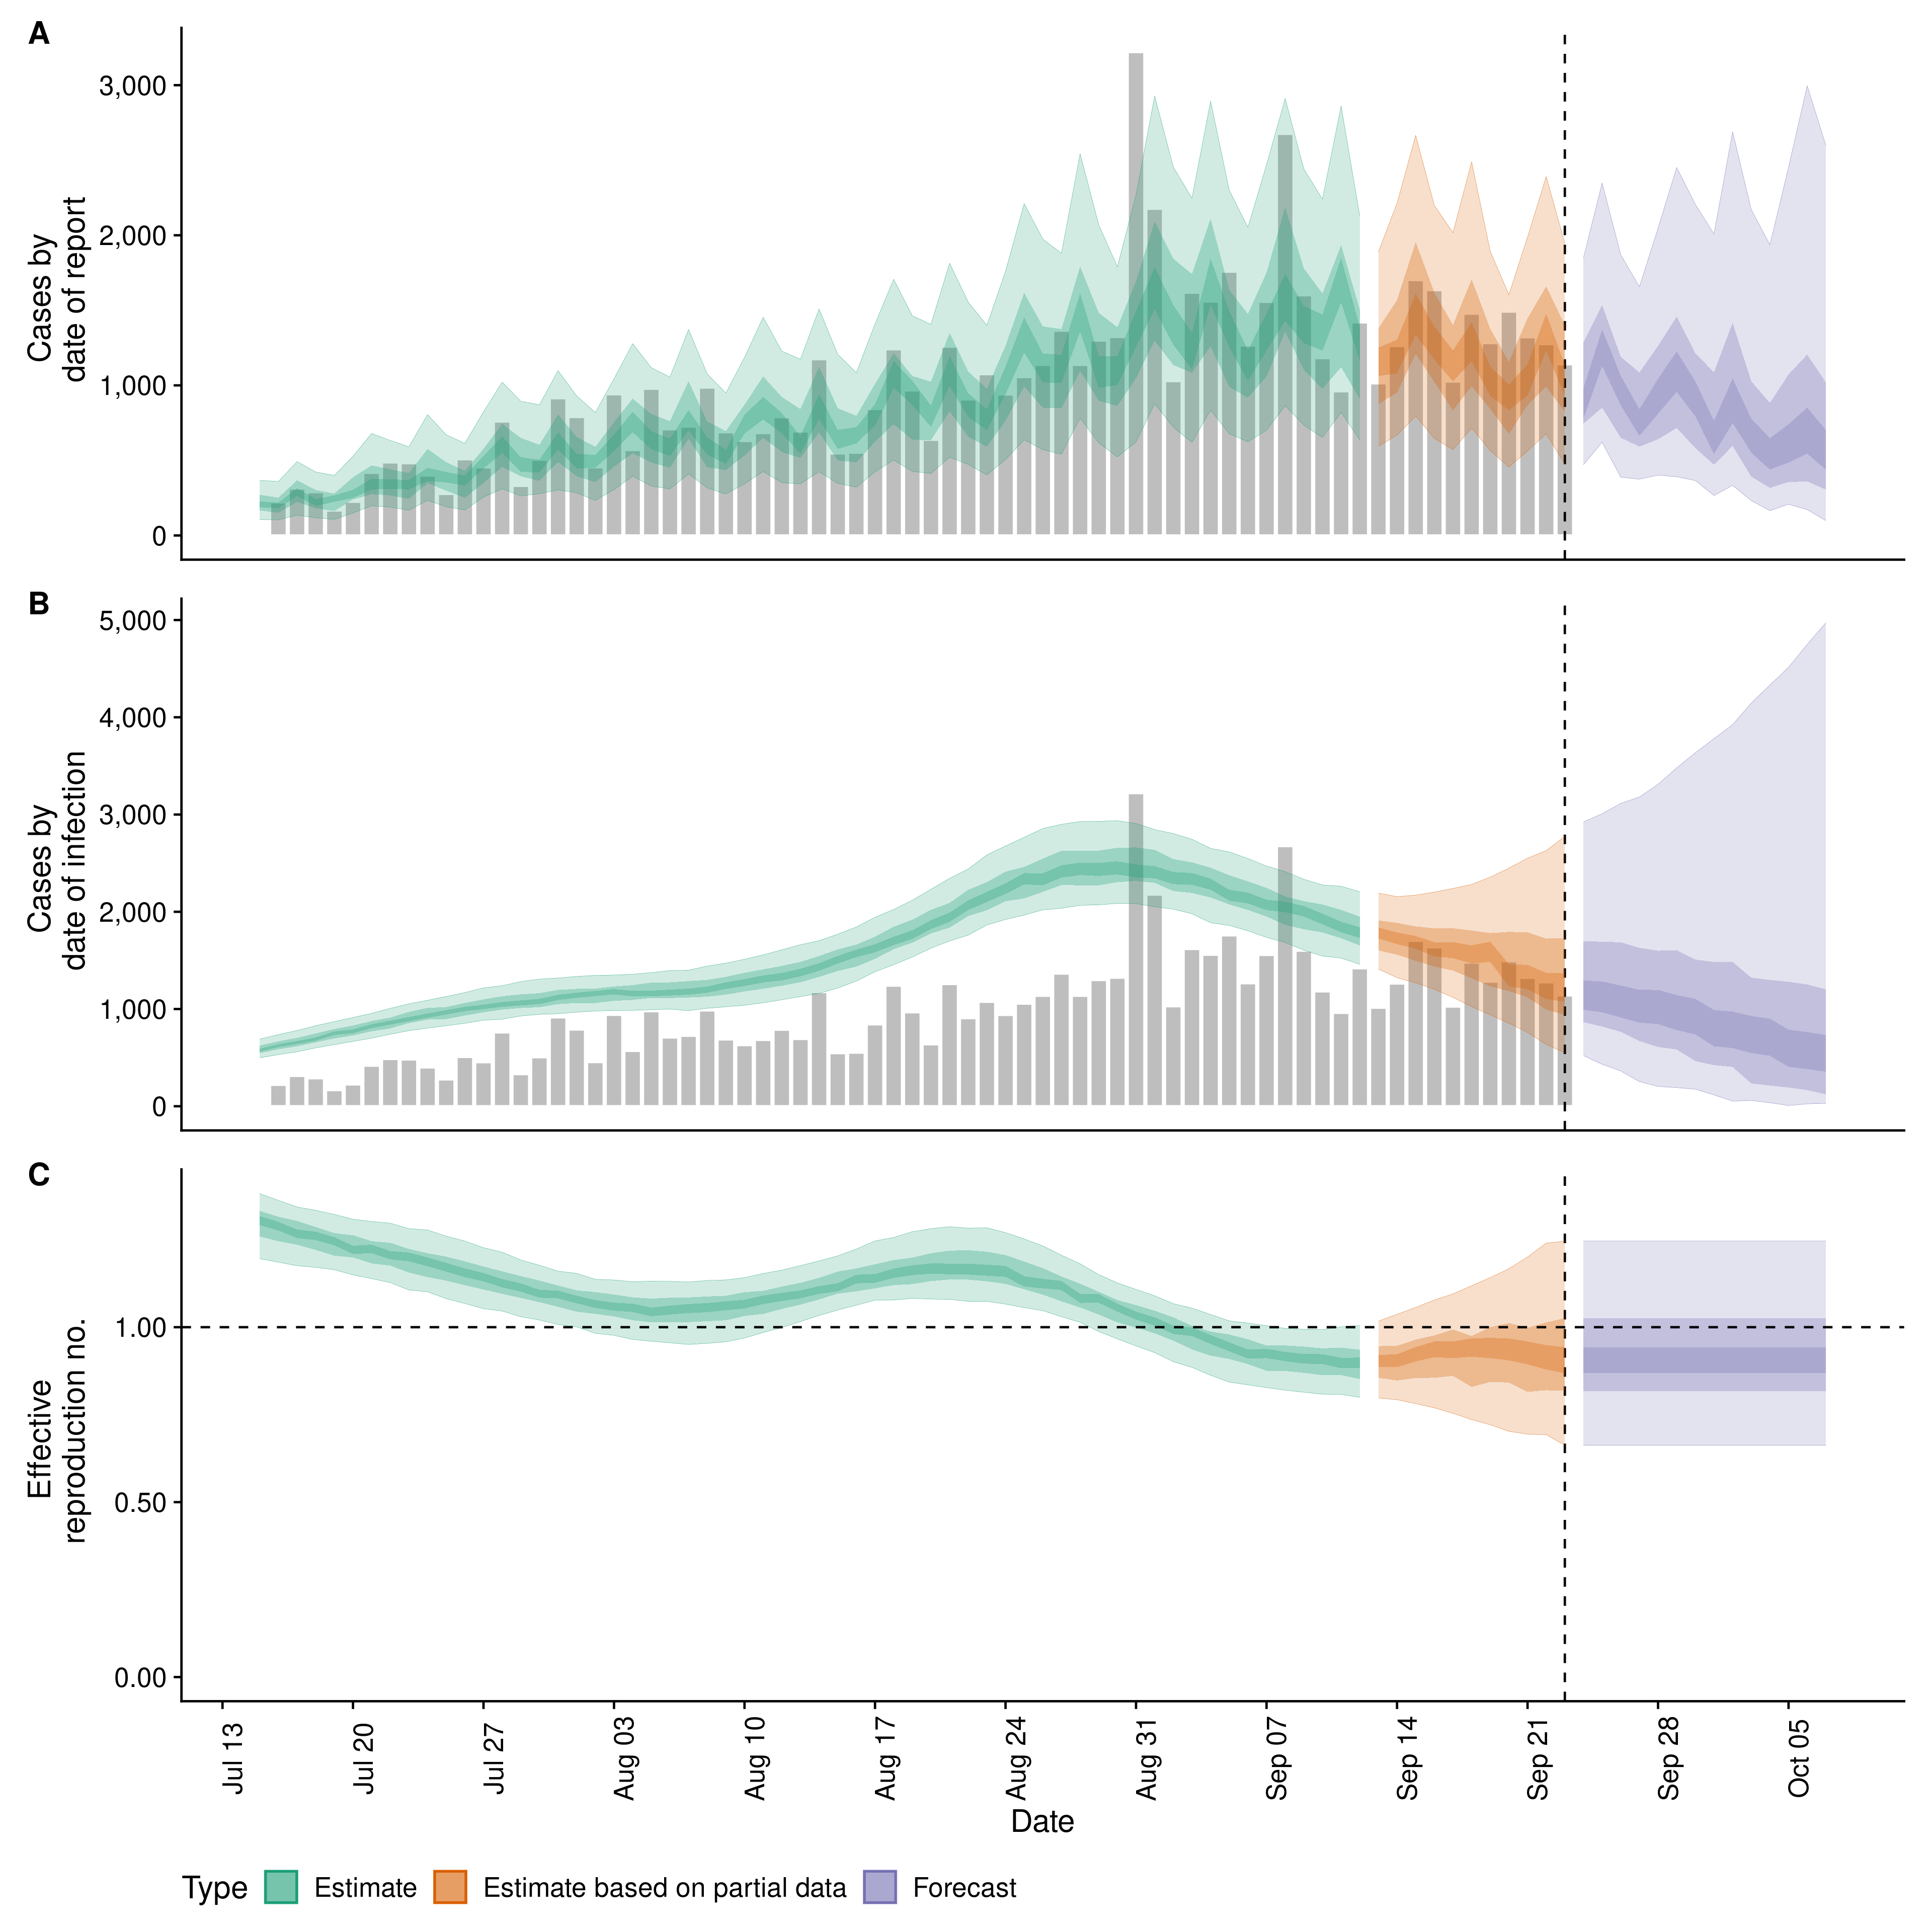 A
Cases by
date of report
3,000
2,000
1,000
0
B
Cases by
date of infection
5,000
4,000
3,000
2,000
1,000
0
C
Effective
reproduction no.
1.00
0.50
0.00
Jul 13
Jul 20
Jul 27
Aug 03
Aug 10
Aug 17
Aug 24
Aug 31
Sep 07
Sep 14
Sep 21
Sep 28
Oct 05
Date
Type Estimate Estimate based on partial data Forecast